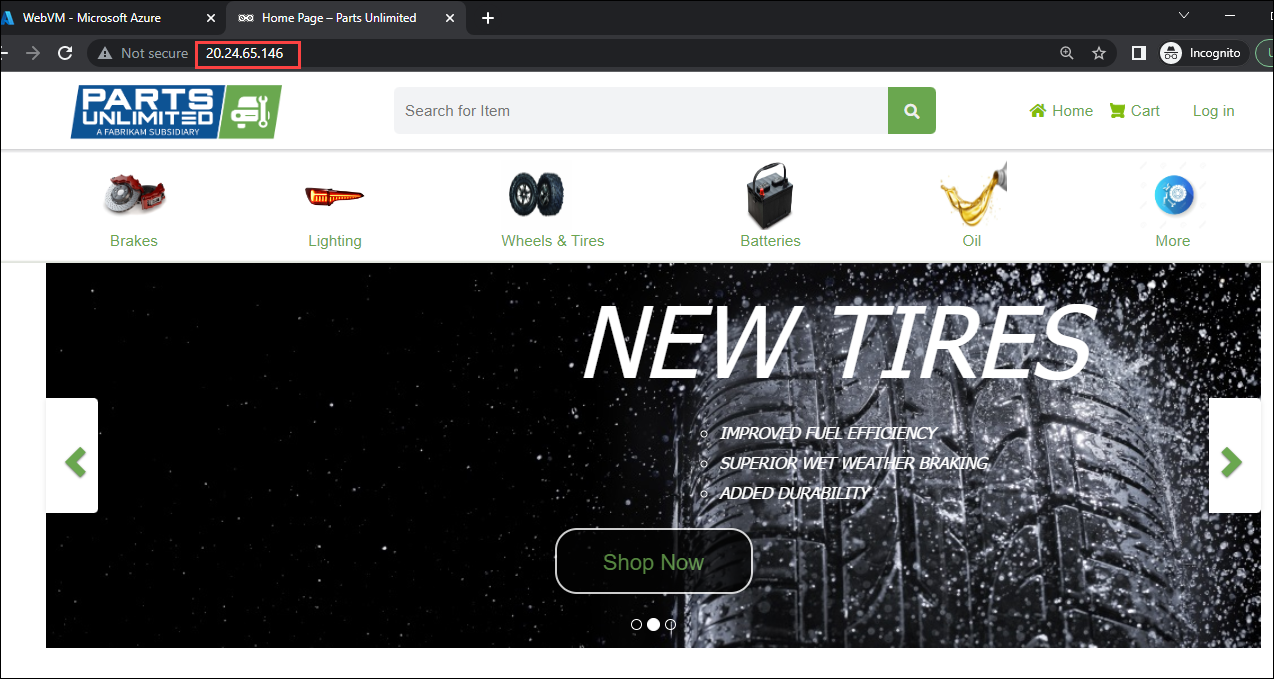 WebVM - Microsoft Azure
Home Page – Parts Unlimited
Not secure
20.24.65.146
Incognito
PARTS
UNLIMITED
A FABRIKAM SUBSIDIARY
Search for Item
Home
Cart
Log in
Brakes
Lighting
Wheels & Tires
Batteries
Oil
More
NEW TIRES
IMPROVED FUEL EFFICIENCY
SUPERIOR WET WEATHER BRAKING
ADDED DURABILITY
Shop Now